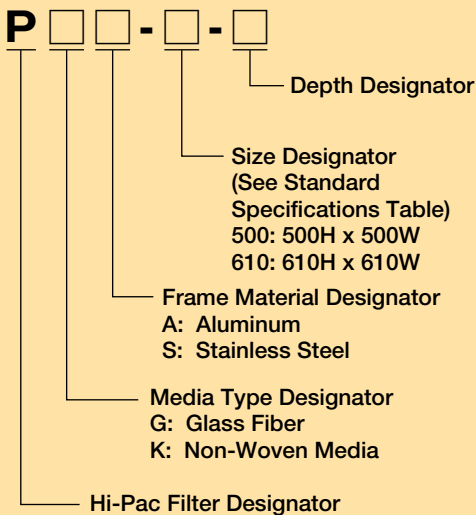 P□□-□-□
Depth Designator
Size Designator
(See Standard
Specifications Table)
500: 500H x 500W
610: 610H x 610W
Frame Material Designator
A: Aluminum
S: Stainless Steel
Media Type Designator
G: Glass Fiber
K: Non-Woven Media
Hi-Pac Filter Designator